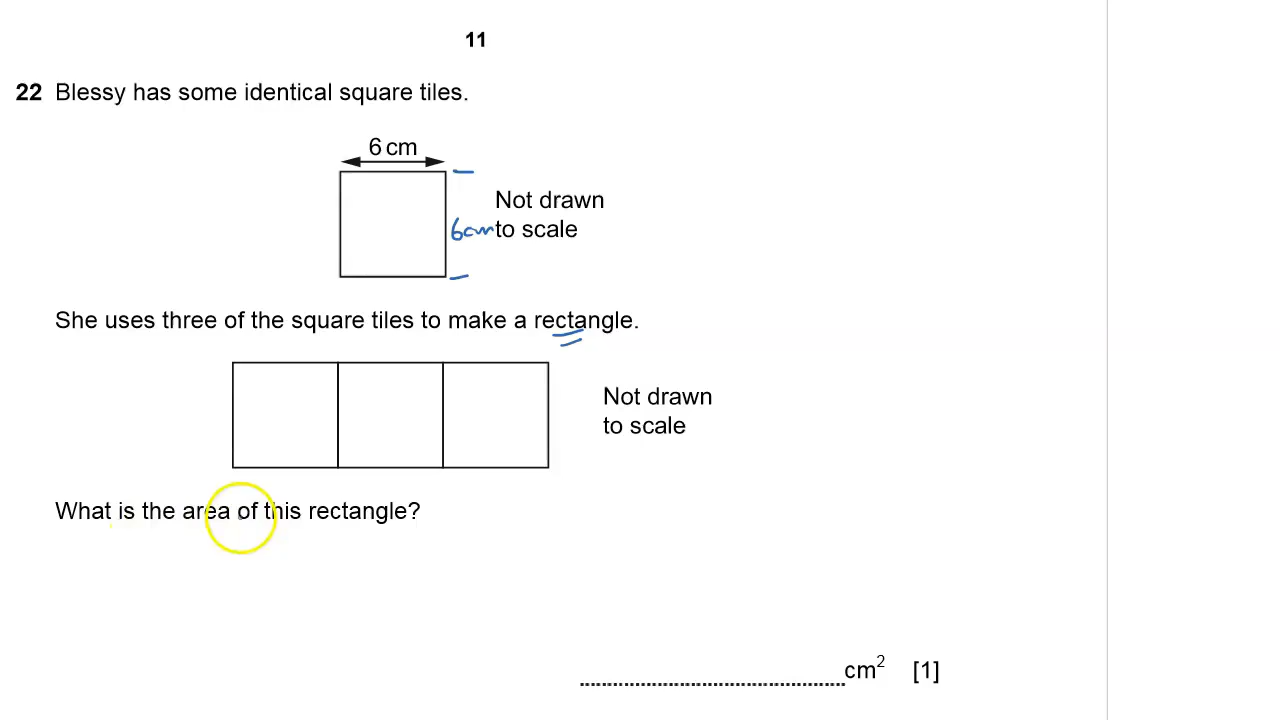 11
22 Blessy has some identical square tiles.
6 cm
Not drawn
6cm to scale
She uses three of the square tiles to make a rectangle.
Not drawn
to scale
What is the area of this rectangle?
cm² [1]